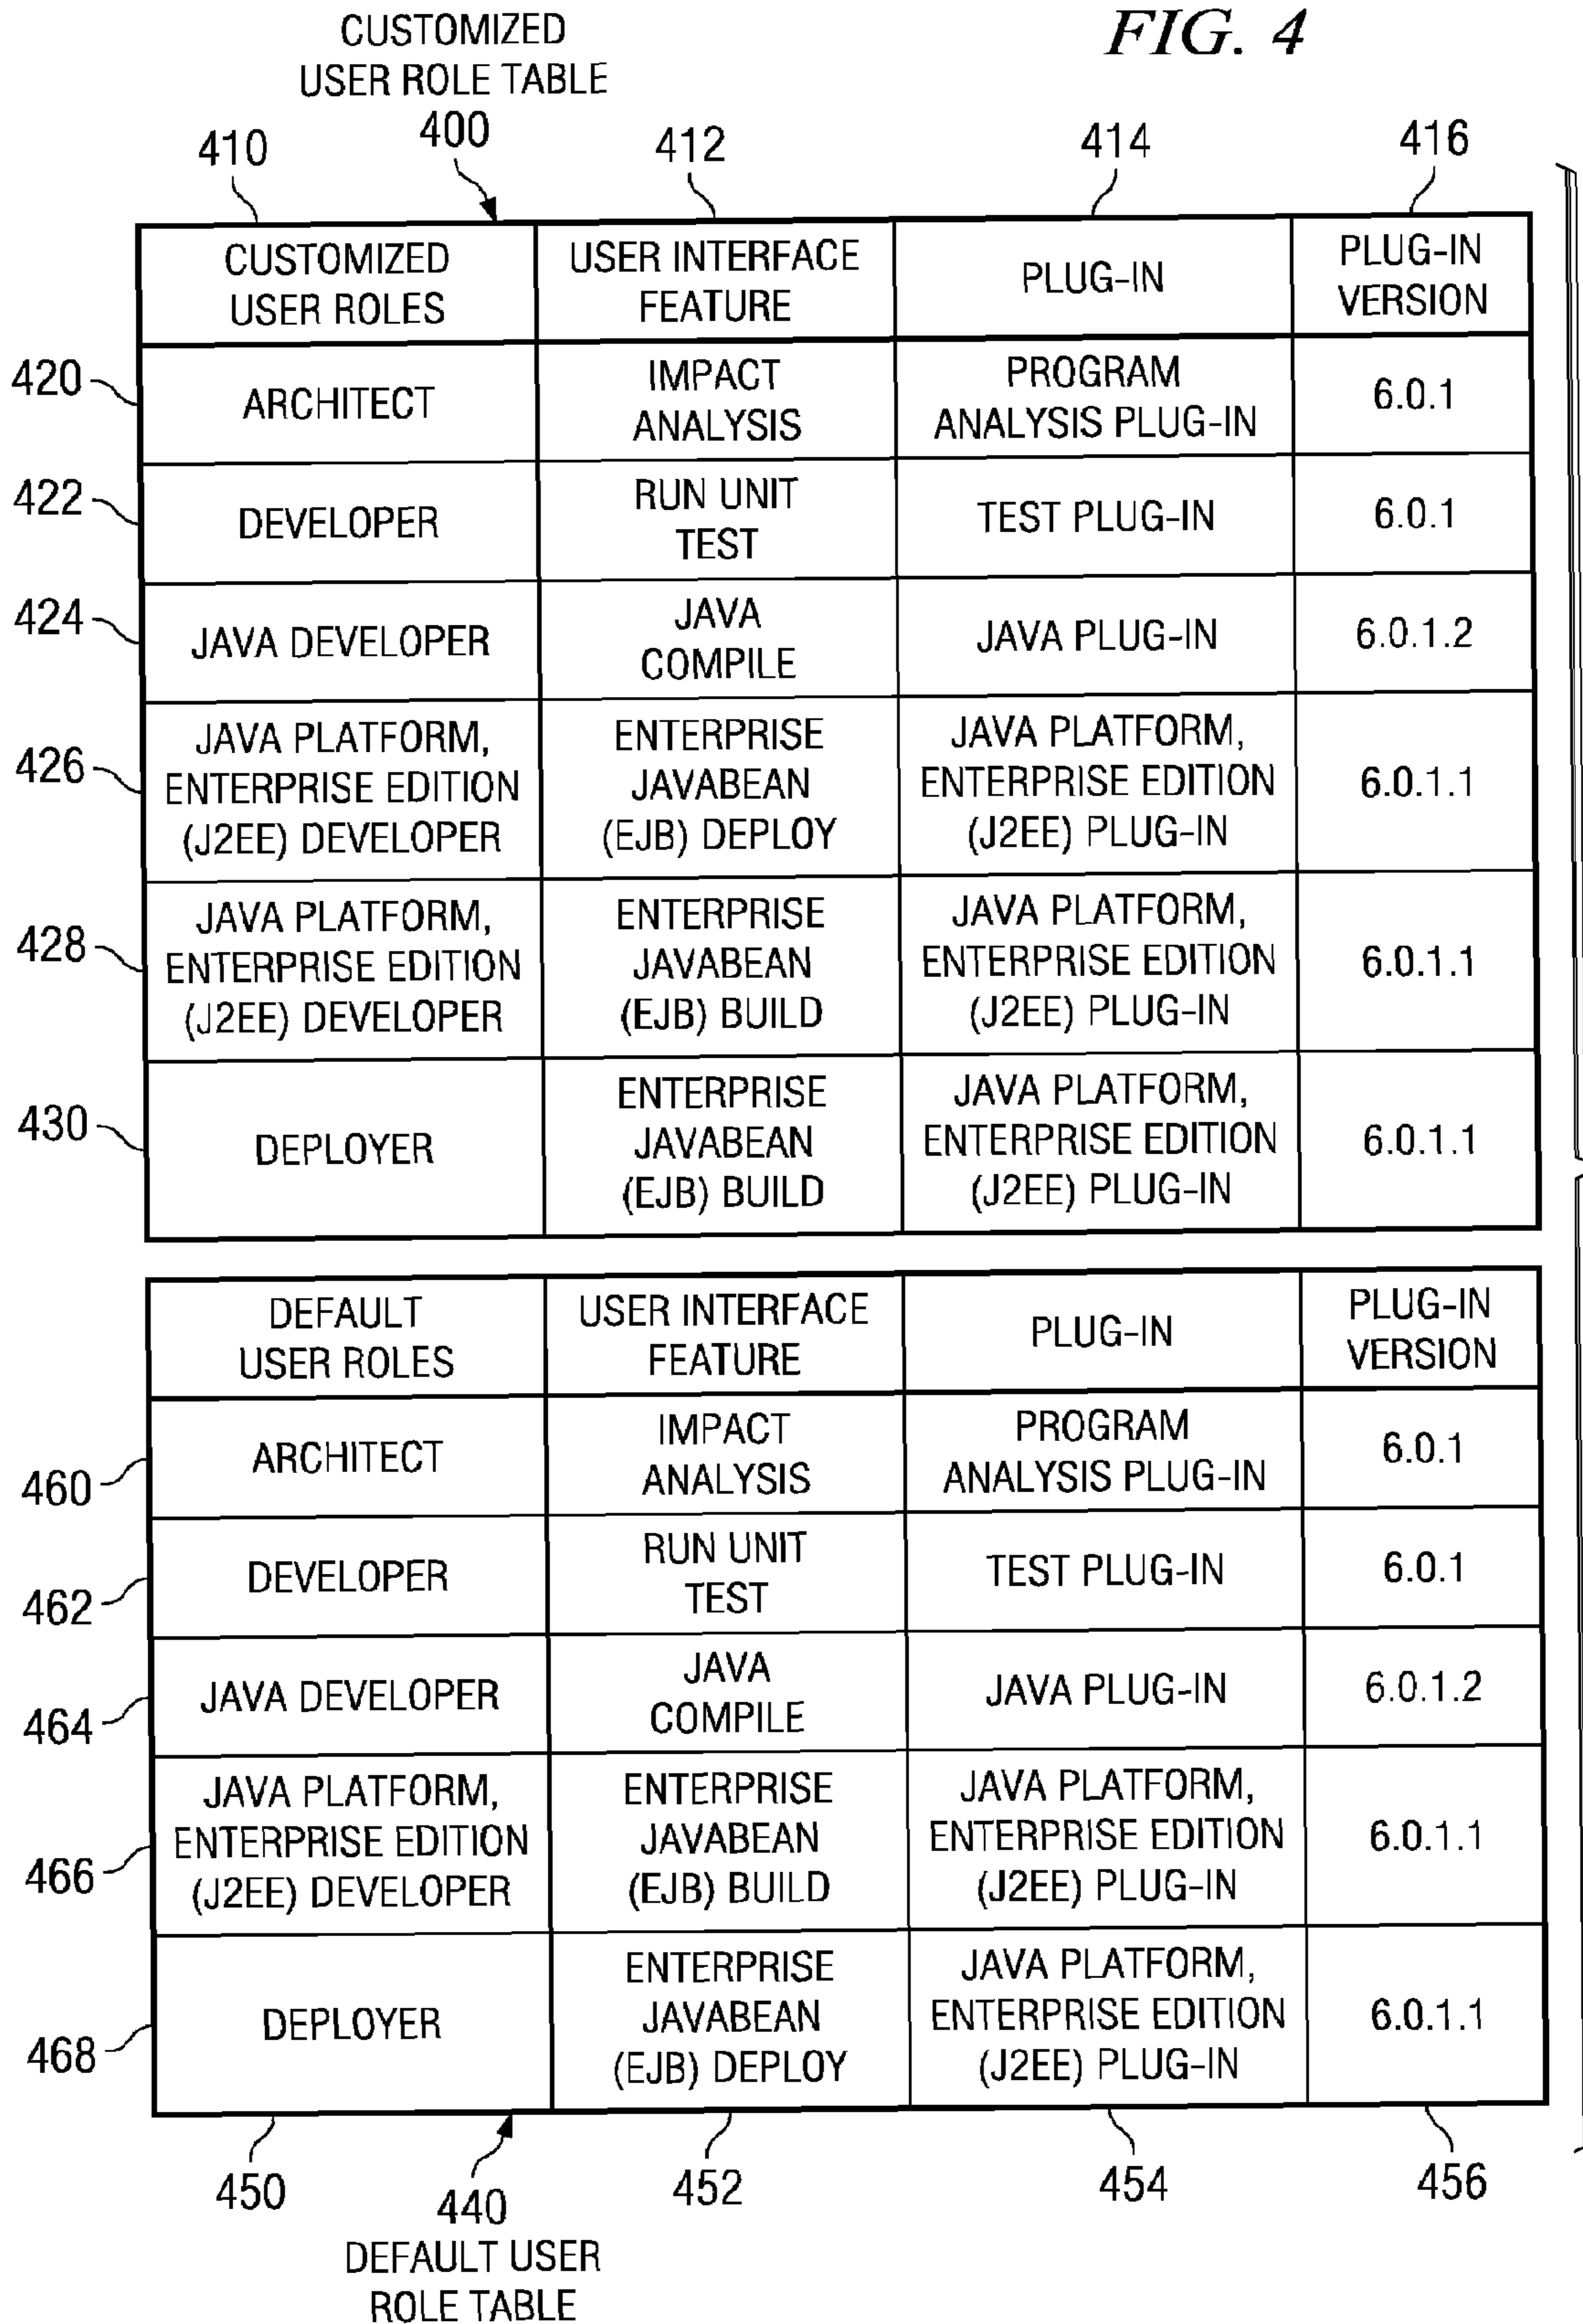 FIG. 4
CUSTOMIZED
USER ROLE TABLE
400
410
412
414
416
CUSTOMIZED
USER ROLES
USER INTERFACE
FEATURE
PLUG-IN
PLUG-IN
VERSION
420
ARCHITECT
IMPACT
ANALYSIS
PROGRAM
ANALYSIS PLUG-IN
6.0.1
422
DEVELOPER
RUN UNIT
TEST
TEST PLUG-IN
6.0.1
424
JAVA DEVELOPER
JAVA
COMPILE
JAVA PLUG-IN
6.0.1.2
426
JAVA PLATFORM,
ENTERPRISE EDITION
(J2EE) DEVELOPER
ENTERPRISE
JAVABEAN
(EJB) DEPLOY
JAVA PLATFORM,
ENTERPRISE EDITION
(J2EE) PLUG-IN
6.0.1.1
428
JAVA PLATFORM,
ENTERPRISE EDITION
(J2EE) DEVELOPER
ENTERPRISE
JAVABEAN
(EJB) BUILD
JAVA PLATFORM,
ENTERPRISE EDITION
(J2EE) PLUG-IN
6.0.1.1
430
DEPLOYER
ENTERPRISE
JAVABEAN
(EJB) BUILD
JAVA PLATFORM,
ENTERPRISE EDITION
(J2EE) PLUG-IN
6.0.1.1
DEFAULT
USER ROLES
USER INTERFACE
FEATURE
PLUG-IN
PLUG-IN
VERSION
460
ARCHITECT
IMPACT
ANALYSIS
PROGRAM
ANALYSIS PLUG-IN
6.0.1
462
DEVELOPER
RUN UNIT
TEST
TEST PLUG-IN
6.0.1
464
JAVA DEVELOPER
JAVA
COMPILE
JAVA PLUG-IN
6.0.1.2
466
JAVA PLATFORM,
ENTERPRISE EDITION
(J2EE) DEVELOPER
ENTERPRISE
JAVABEAN
(EJB) BUILD
JAVA PLATFORM,
ENTERPRISE EDITION
(J2EE) PLUG-IN
6.0.1.1
468
DEPLOYER
ENTERPRISE
JAVABEAN
(EJB) DEPLOY
JAVA PLATFORM,
ENTERPRISE EDITION
(J2EE) PLUG-IN
6.0.1.1
450
440
452
454
456
DEFAULT USER
ROLE TABLE